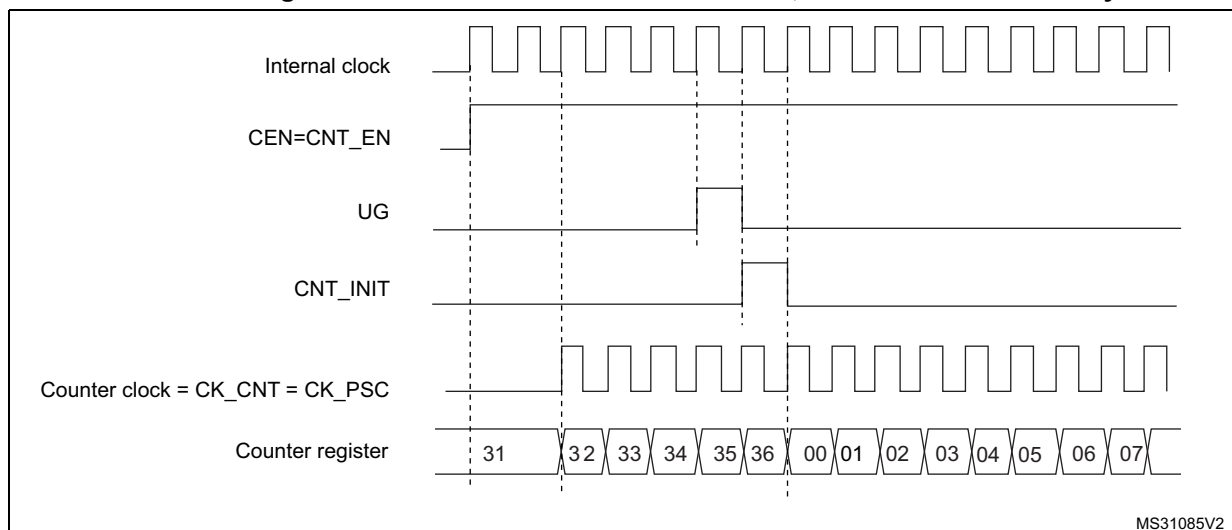 Internal clock
CEN=CNT_EN
UG
CNT_INIT
Counter clock = CK_CNT = CK_PSC
Counter register 31 32 33 34 35 36 00 01 02 03 04 05 06 07
MS31085V2